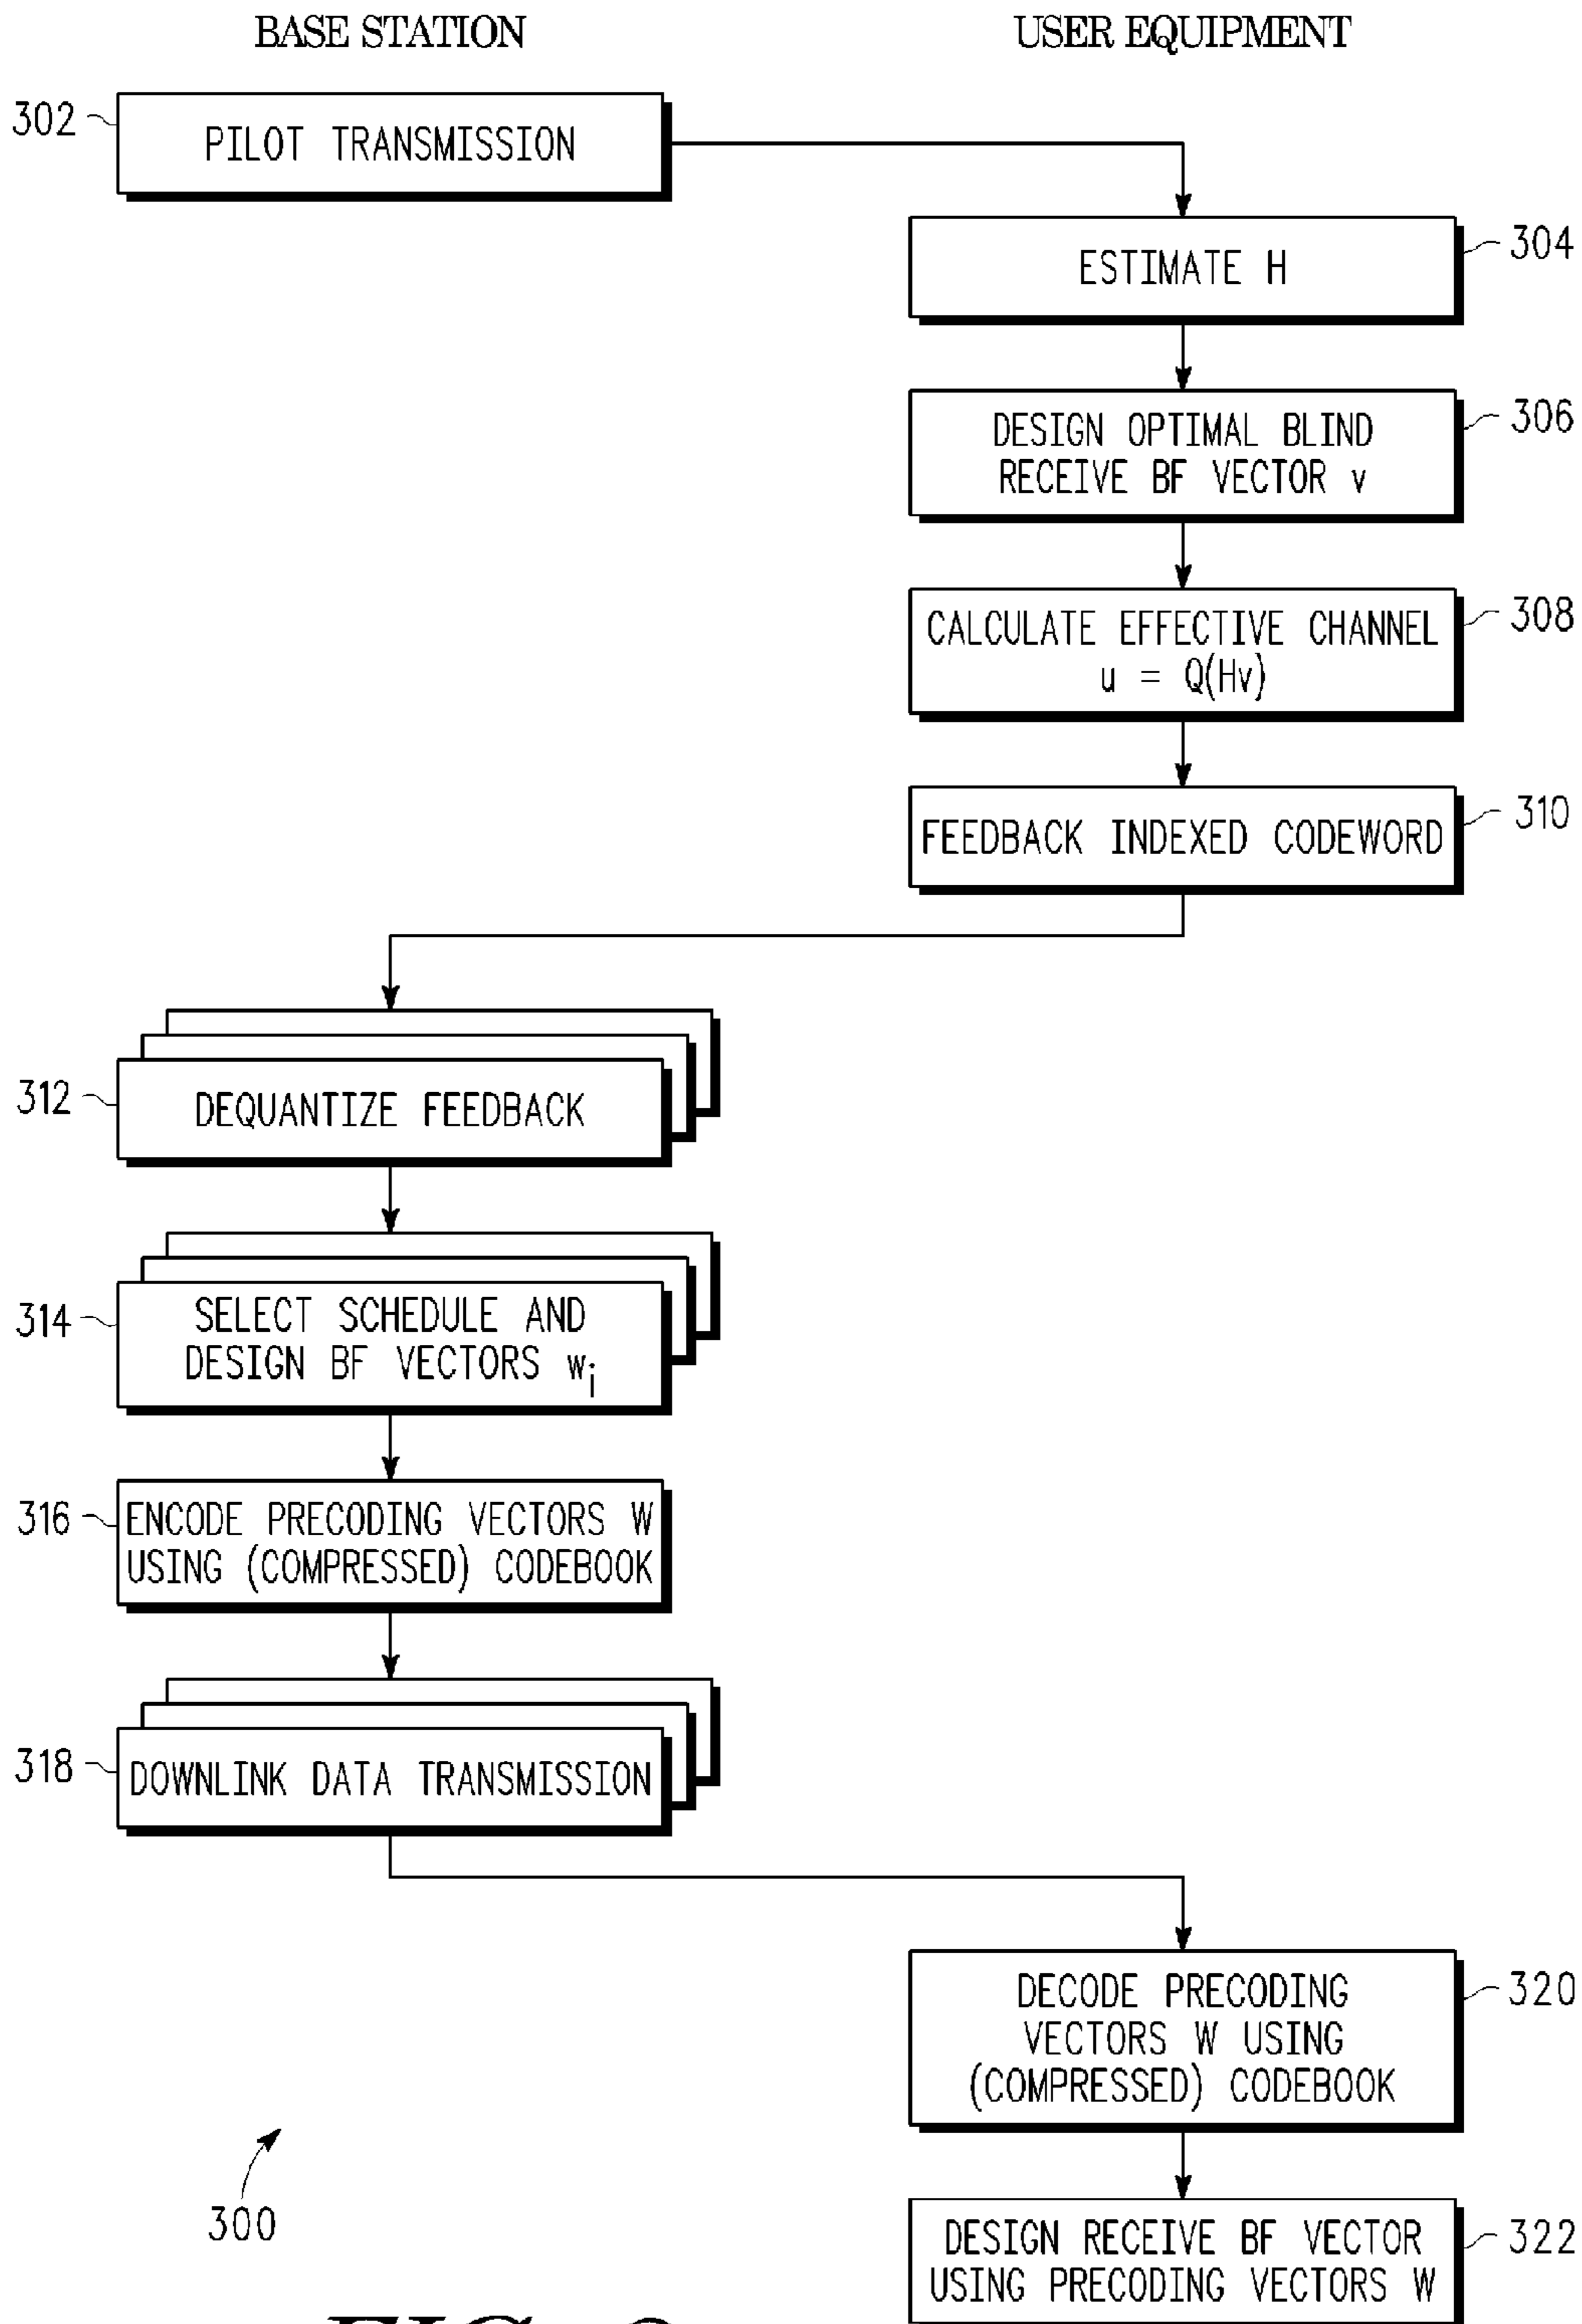 BASE STATION
USER EQUIPMENT
302
PILOT TRANSMISSION
ESTIMATE H
304
DESIGN OPTIMAL BLIND
RECEIVE BF VECTOR v
306
CALCULATE EFFECTIVE CHANNEL
u = Q(Hv)
308
FEEDBACK INDEXED CODEWORD
310
312
DEQUANTIZE FEEDBACK
314
SELECT SCHEDULE AND
DESIGN BF VECTORS wi
316
ENCODE PRECODING VECTORS W
USING (COMPRESSED) CODEBOOK
318
DOWNLINK DATA TRANSMISSION
DECODE PRECODING
VECTORS W USING
(COMPRESSED) CODEBOOK
320
300
DESIGN RECEIVE BF VECTOR
USING PRECODING VECTORS W
322